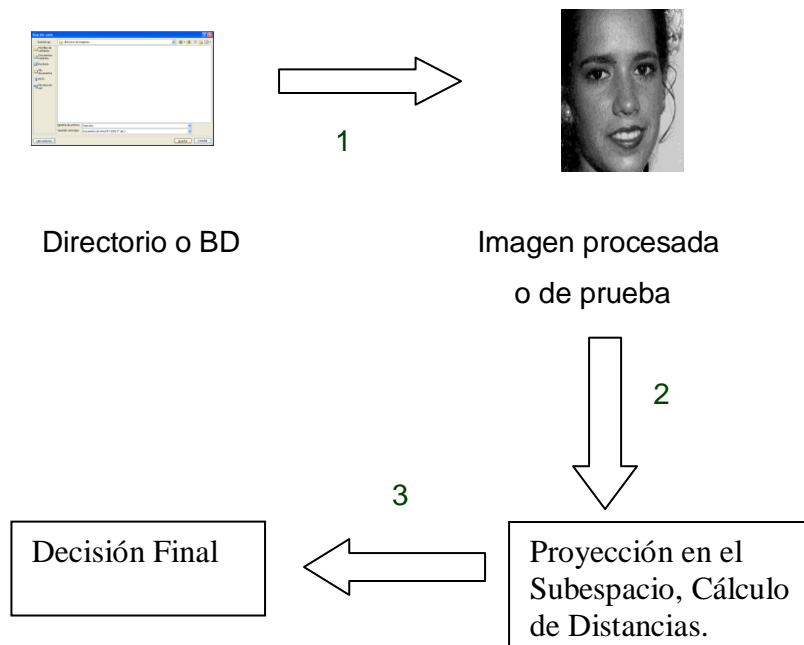 1
Directorio o BD
Imagen procesada
o de prueba
2
3
Decisión Final
Proyección en el
Subespacio, Cálculo
de Distancias.